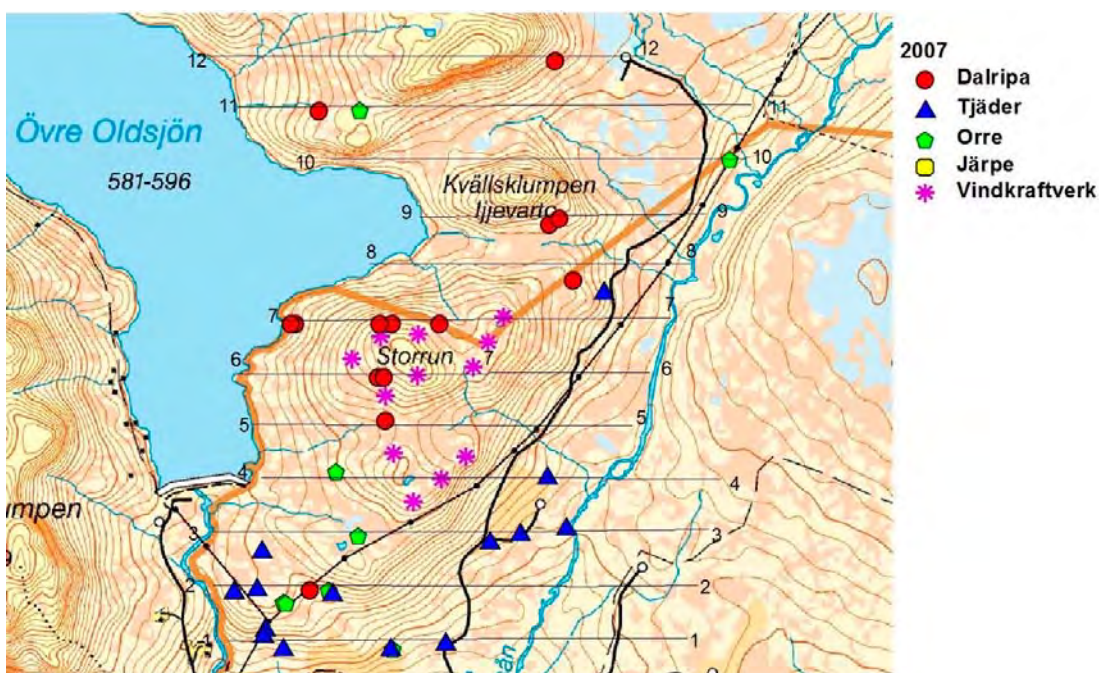 2007
Dalripa
Tjäder
Orre
Järpe
Vindkraftverk
12
12
11
11
Övre Oldsjön
581-596
10
10
Kvällsklumpen
Ijjevarto
9
9
8
8
7
7
Storrun
7
6
6
5
5
4
4
mpen
3
3
2
2
1
1
ån